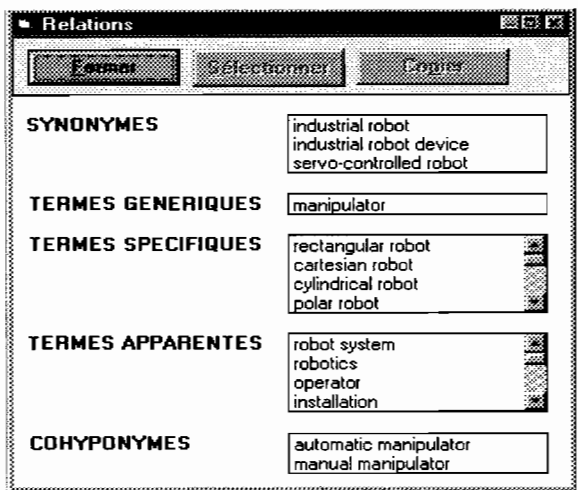 Relations
Fermer Sélectionner Copier
SYNONYMES
industrial robot
industrial robot device
servo-controlled robot
TERMES GENERIQUES
manipulator
TERMES SPECIFIQUES
rectangular robot
cartesian robot
cylindrical robot
polar robot
TERMES APPARENTES
robot system
robotics
operator
installation
COHYPONYMES
automatic manipulator
manual manipulator